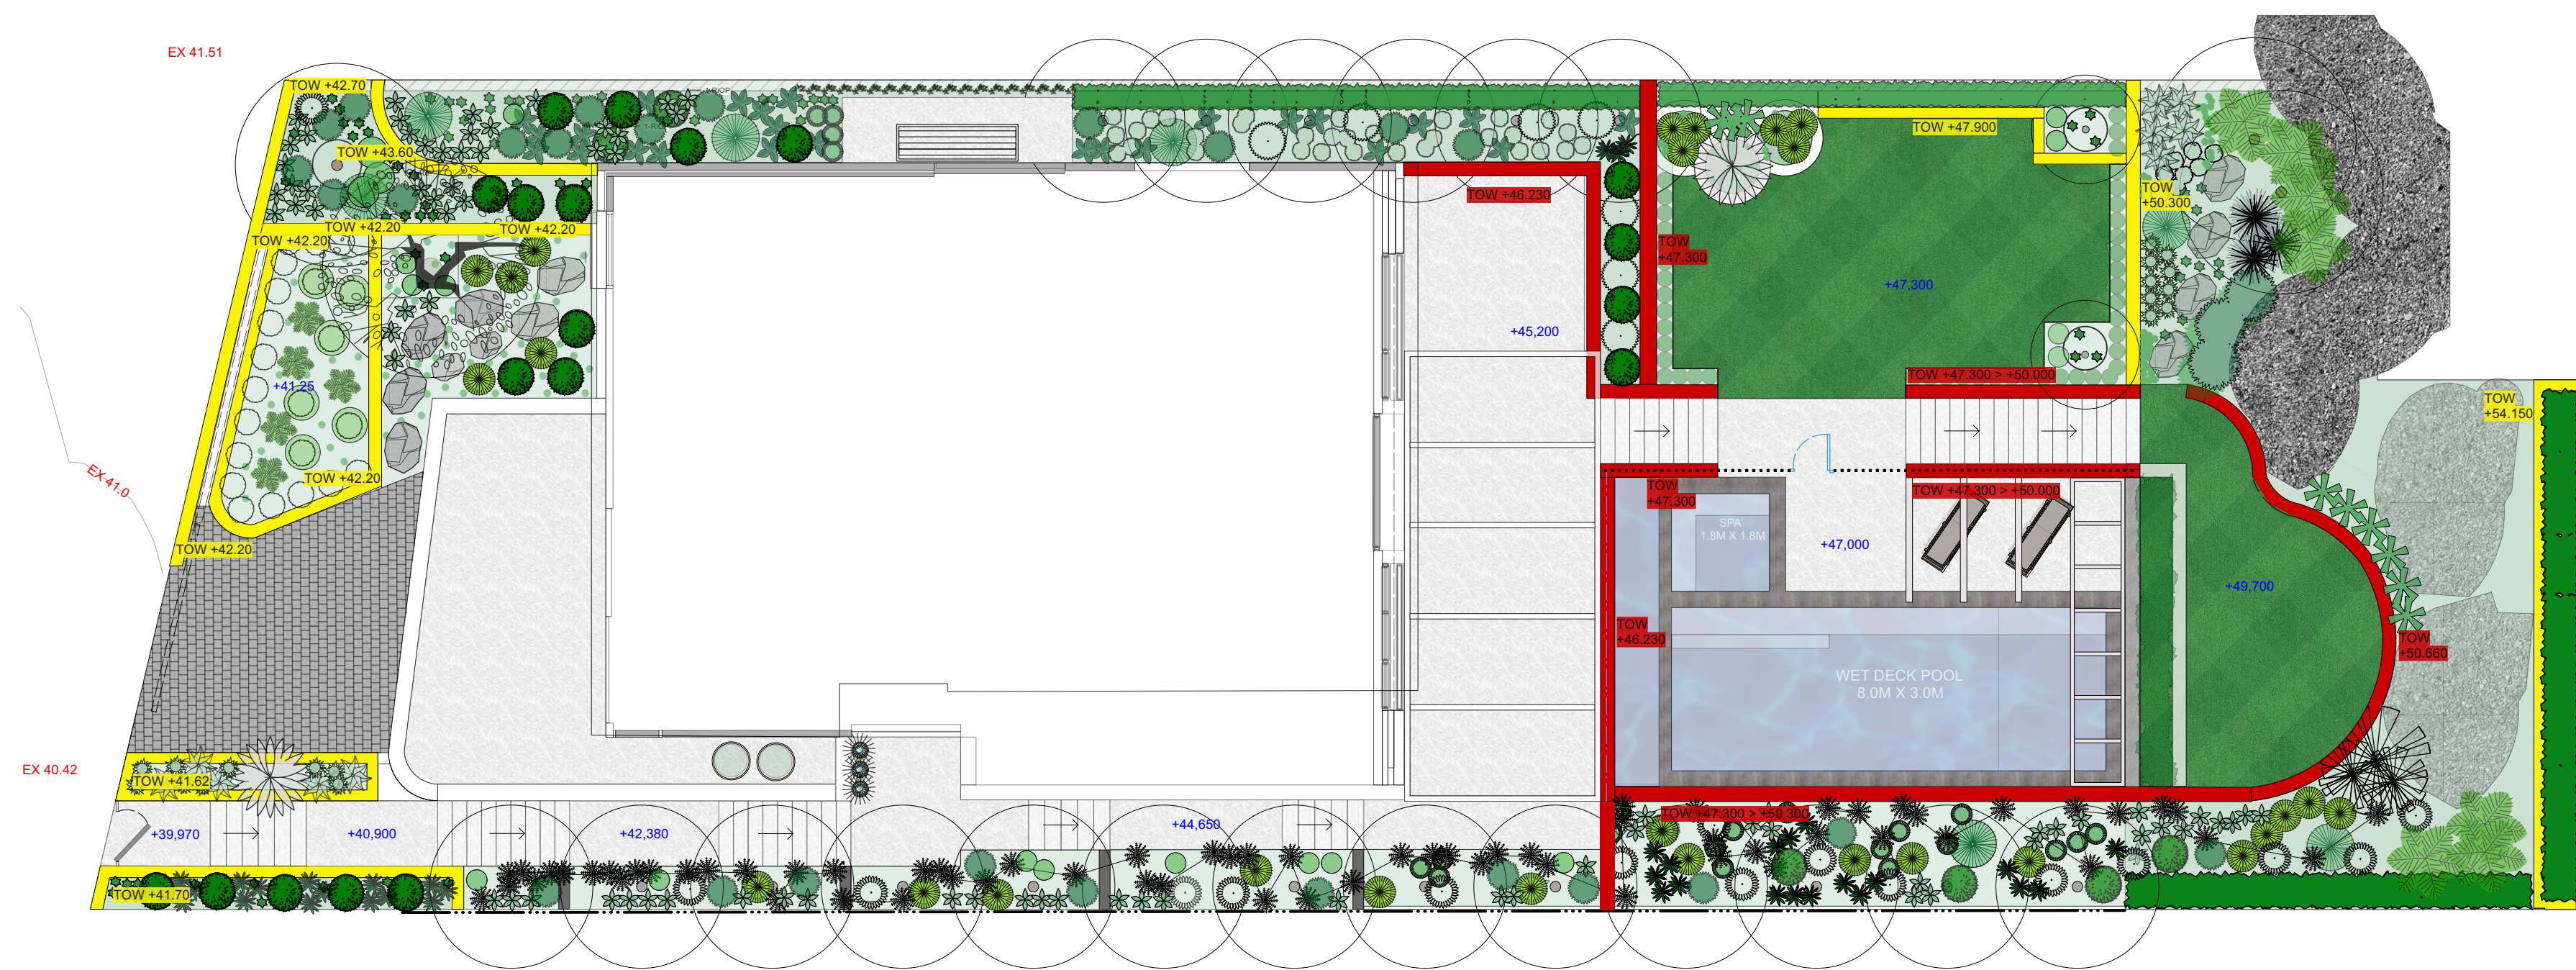 EX 41.51
TOW +42.70
TOW +47.900
TOW +43.60
TOW
+50.300
TOW +46.230
TOW +42.20
TOW +42.20
TOW +42.20
TOW
+47.300
+47,300
+45,200
+41.25
TOW +47.300 > +50.000
TOW
+54.150
EX 41.0
TOW +42.20
TOW
+47.300
TOW +47.300 > +50.000
SPA
1.8M X 1.8M
+47,000
TOW +42.20
+49,700
TOW
+46.230
TOW
+50.660
WET DECK POOL
8.0M X 3.0M
EX 40.42
TOW +41.62
TOW +47.300 > +50.300
+39,970
+40,900
+42,380
+44,650
TOW +41.70